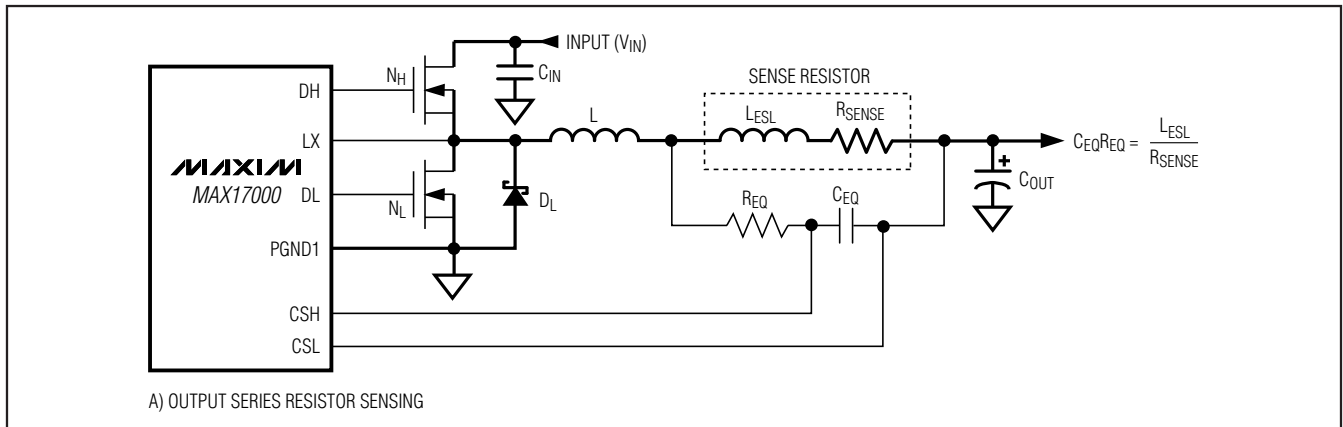 INPUT (VIN)
NH
CIN
SENSE RESISTOR
DH
LESL
RSENSE
L
LX
CEQREQ = LESL / RSENSE
MAXIM
MAX17000
DL
COUT
+
NL
DL
REQ
CEQ
PGND1
CSH
CSL
A) OUTPUT SERIES RESISTOR SENSING